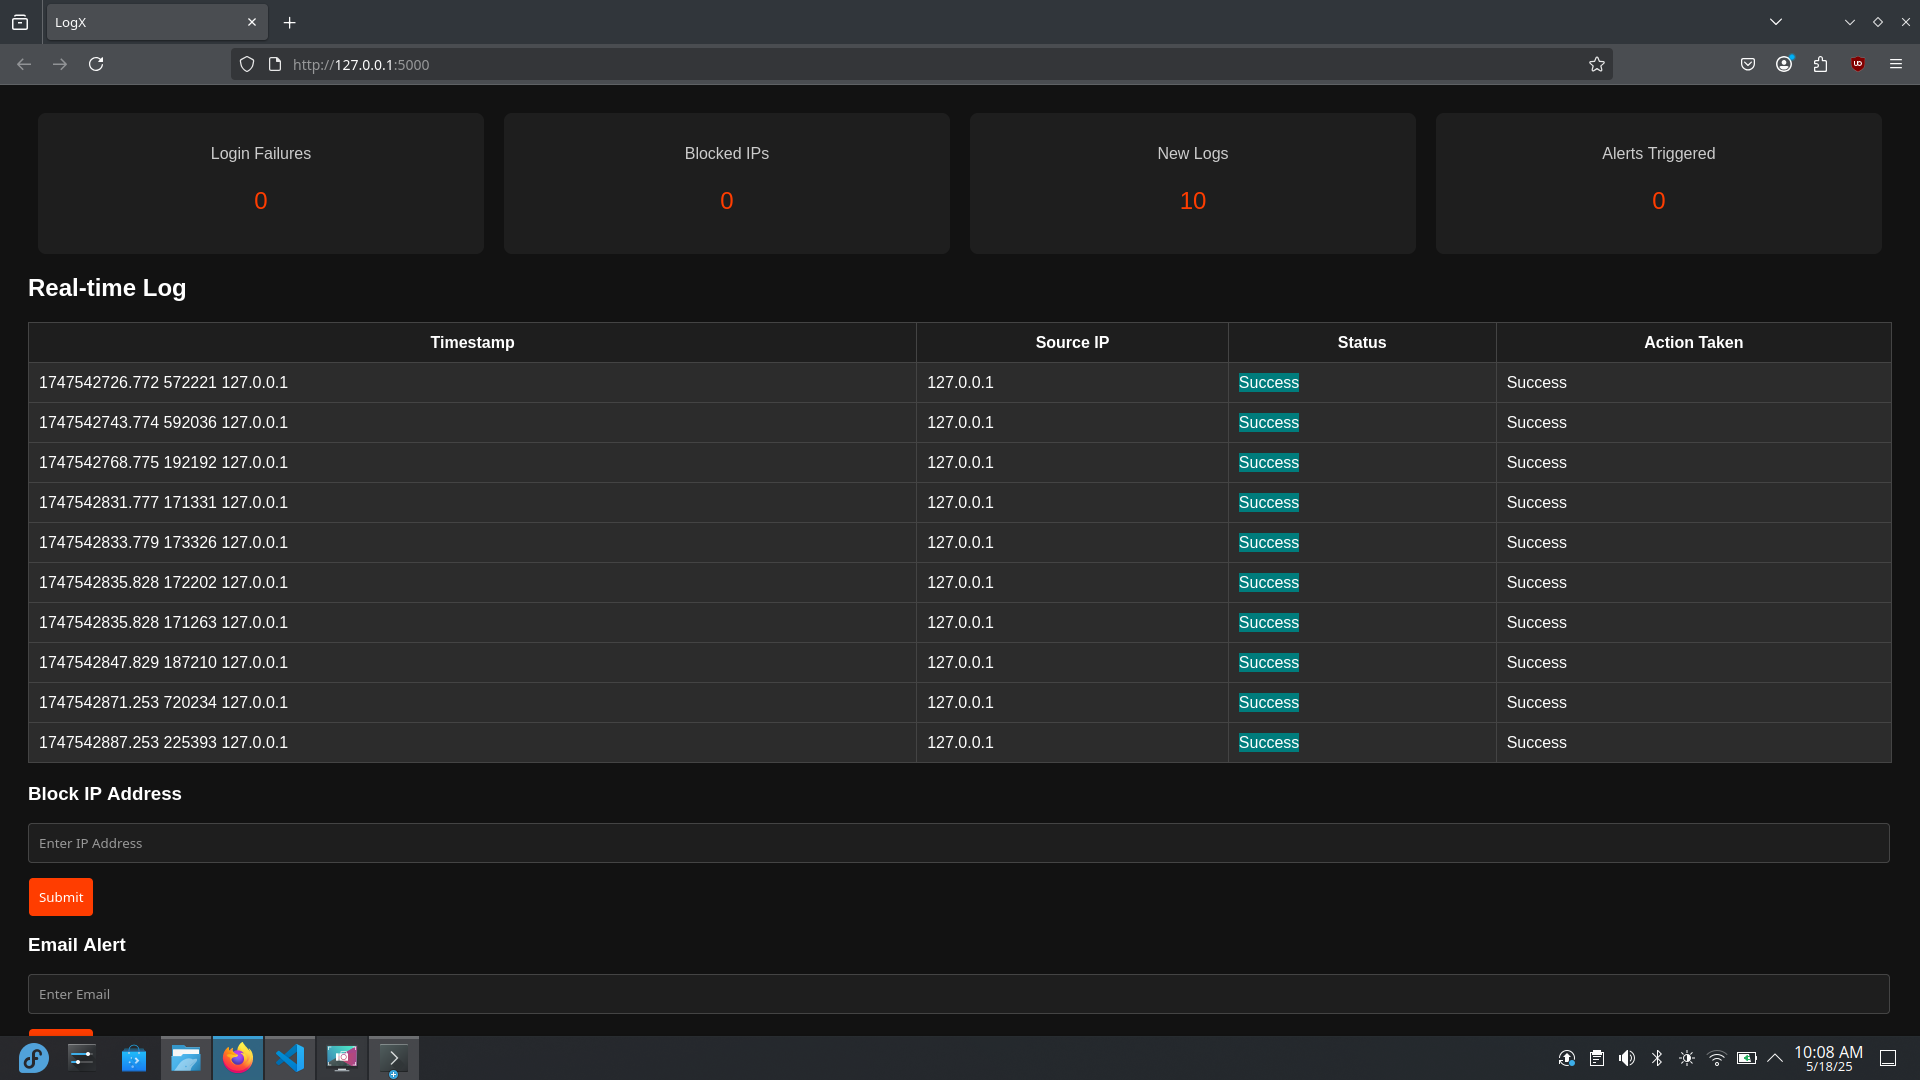 LogX
http://127.0.0.1:5000
Login Failures Blocked IPs New Logs Alerts Triggered
0 0 10 0
Real-time Log
Timestamp Source IP Status Action Taken
1747542726.772 572221 127.0.0.1 127.0.0.1 Success Success
1747542743.774 592036 127.0.0.1 127.0.0.1 Success Success
1747542768.775 192192 127.0.0.1 127.0.0.1 Success Success
1747542831.777 171331 127.0.0.1 127.0.0.1 Success Success
1747542833.779 173326 127.0.0.1 127.0.0.1 Success Success
1747542835.828 172202 127.0.0.1 127.0.0.1 Success Success
1747542835.828 171263 127.0.0.1 127.0.0.1 Success Success
1747542847.829 187210 127.0.0.1 127.0.0.1 Success Success
1747542871.253 720234 127.0.0.1 127.0.0.1 Success Success
1747542887.253 225393 127.0.0.1 127.0.0.1 Success Success
Block IP Address
Enter IP Address
Submit
Email Alert
Enter Email
10:08 AM
5/18/25